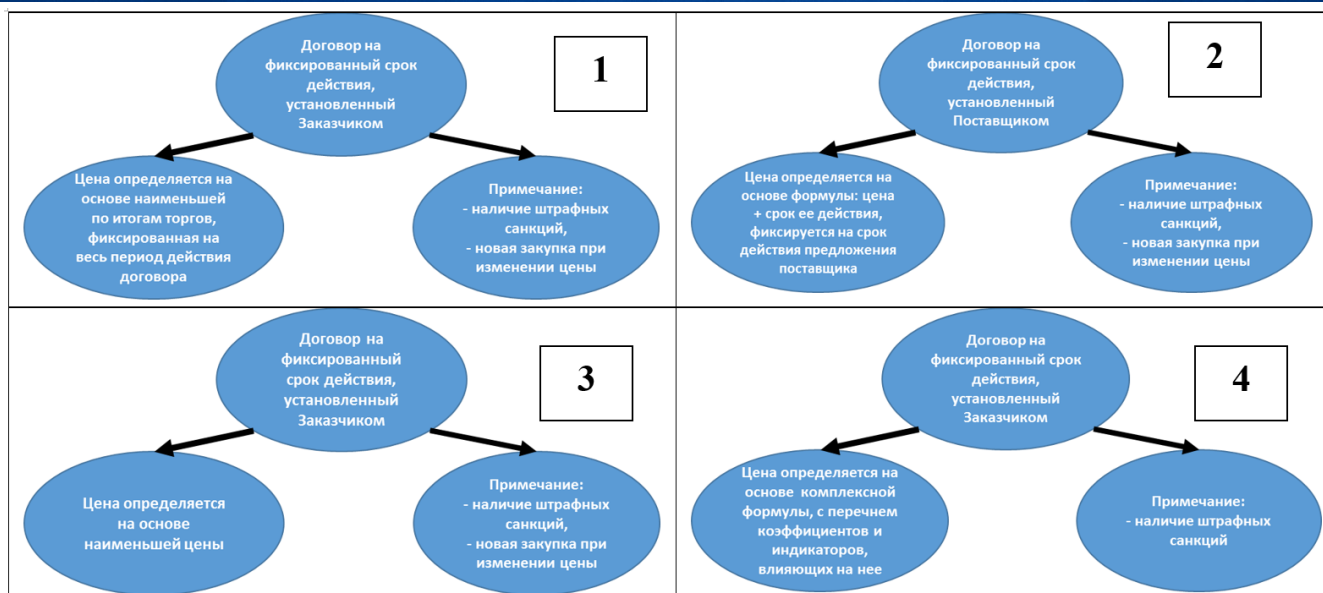 Договор на
фиксированный срок
действия,
установленный
Заказчиком
1
Цена определяется на
основе наименьшей
по итогам торгов,
фиксированная на
весь период действия
договора
Примечание:
- наличие штрафных
санкций,
- новая закупка при
изменении цены
Договор на
фиксированный срок
действия,
установленный
Поставщиком
2
Цена определяется на
основе формулы: цена
+ срок ее действия,
фиксируется на срок
действия предложения
поставщика
Примечание:
- наличие штрафных
санкций,
- новая закупка при
изменении цены
Договор на
фиксированный
срок действия,
установленный
Заказчиком
3
Цена определяется
на основе
наименьшей цены
Примечание:
- наличие штрафных
санкций,
- новая закупка при
изменении цены
Договор на
фиксированный срок
действия,
установленный
Заказчиком
4
Цена определяется на
основе комплексной
формулы, с перечнем
коэффициентов и
индикаторов,
влияющих на нее
Примечание:
- наличие штрафных
санкций